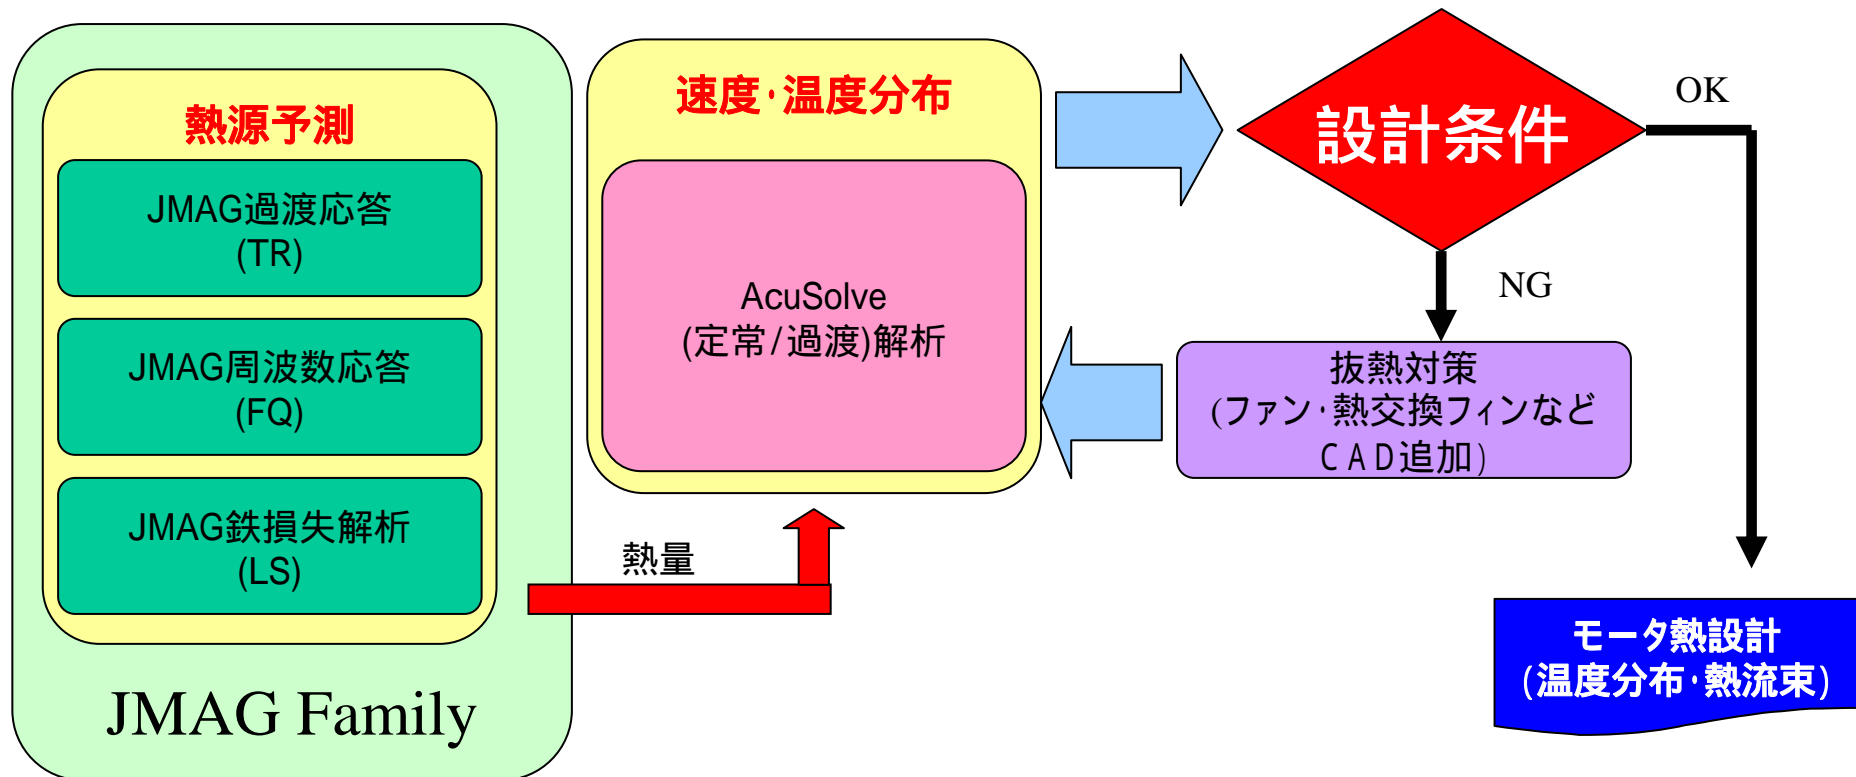 熱源予測
JMAG過渡応答
(TR)
JMAG周波数応答
(FQ)
JMAG鉄損失解析
(LS)
JMAG Family
熱量
速度・温度分布
AcuSolve
(定常/過渡)解析
設計条件
OK
NG
抜熱対策
(ファン・熱交換フィンなど
ＣＡＤ追加)
モータ熱設計
(温度分布・熱流束)